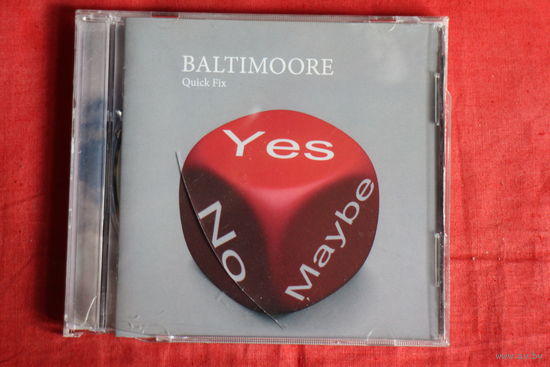 BALTIMOORE
Quick Fix
Yes
No
Maybe
www.ay.by